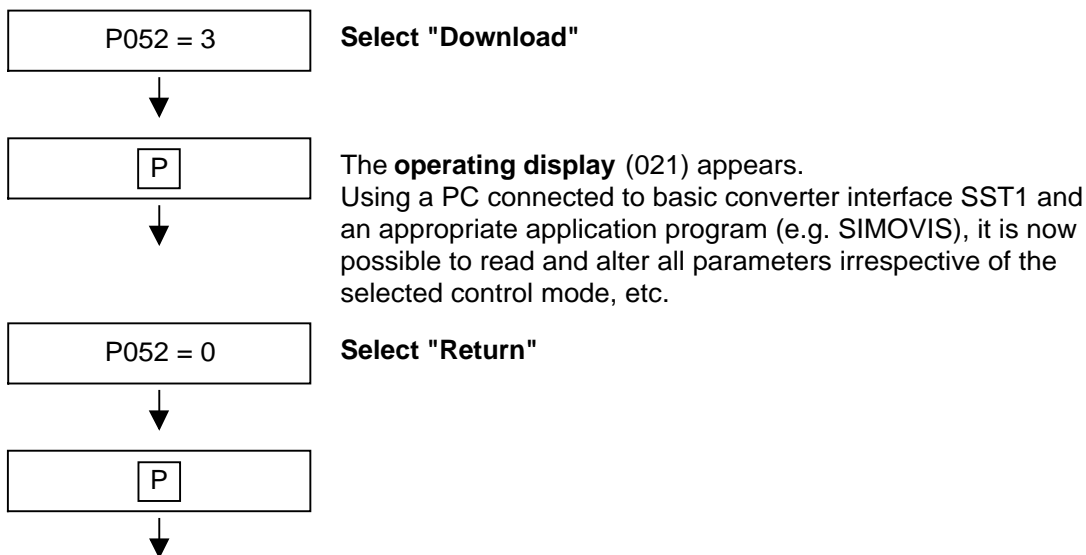 P052 = 3
Select "Download"
P
The operating display (021) appears.
Using a PC connected to basic converter interface SST1 and
an appropriate application program (e.g. SIMOVIS), it is now
possible to read and alter all parameters irrespective of the
selected control mode, etc.
P052 = 0
Select "Return"
P